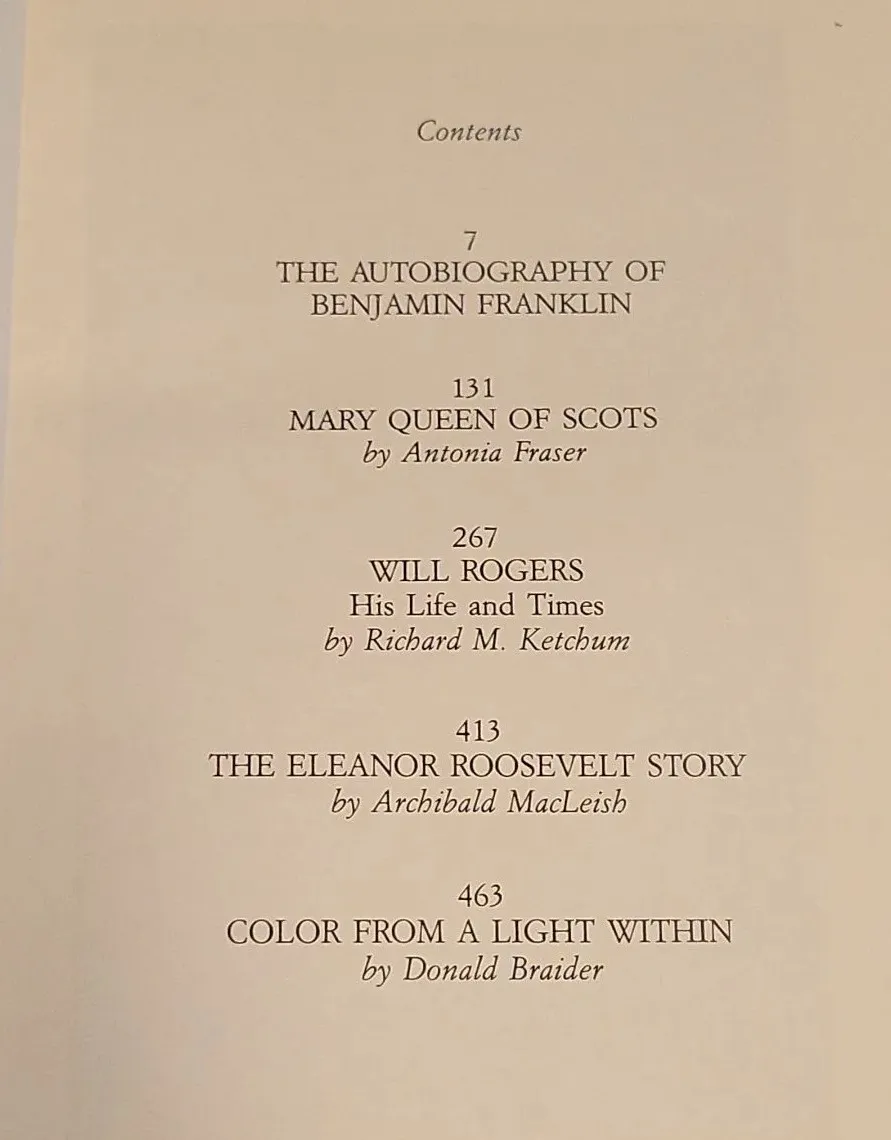 Contents
7
THE AUTOBIOGRAPHY OF
BENJAMIN FRANKLIN
131
MARY QUEEN OF SCOTS
by Antonia Fraser
267
WILL ROGERS
His Life and Times
by Richard M. Ketchum
413
THE ELEANOR ROOSEVELT STORY
by Archibald MacLeish
463
COLOR FROM A LIGHT WITHIN
by Donald Braider